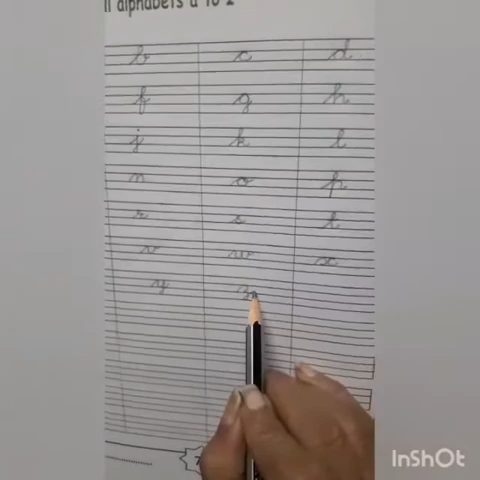 ll alphabets a to z
b c d
f g h
j k l
n o p
r s t
v w x
y z
InShOt